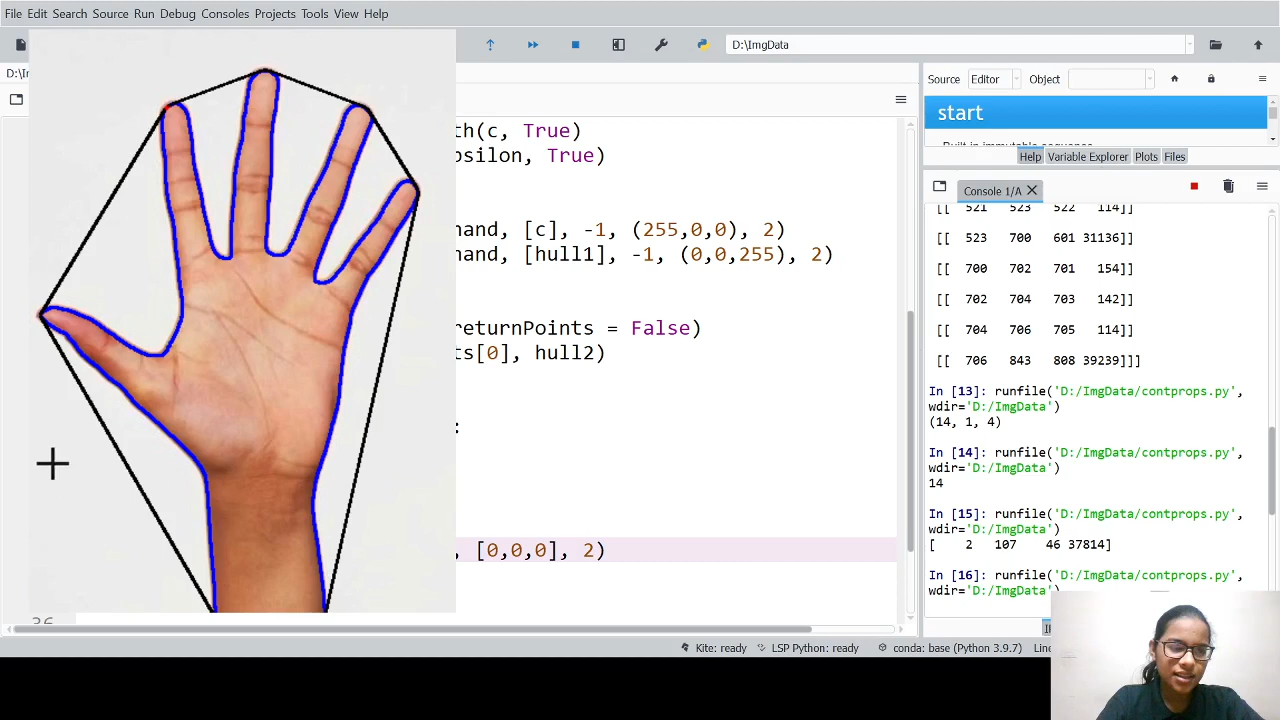 File Edit Search Source Run Debug Consoles Projects Tools View Help
D:\ImgData
D:\I
th(c, True)
psilon, True)
hand, [c], -1, (255,0,0), 2)
hand, [hull1], -1, (0,0,255), 2)
returnPoints = False)
ts[0], hull2)
:
, [0,0,0], 2)
36
Source Editor Object
start
Built-in immutable sequence
Help Variable Explorer Plots Files
Console 1/A
[[ 521 523 522 114]]
[[ 523 700 601 31136]]
[[ 700 702 701 154]]
[[ 702 704 703 142]]
[[ 704 706 705 114]]
[[ 706 843 808 39239]]]
In [13]: runfile('D:/ImgData/contprops.py',
wdir='D:/ImgData')
(14, 1, 4)
In [14]: runfile('D:/ImgData/contprops.py',
wdir='D:/ImgData')
14
In [15]: runfile('D:/ImgData/contprops.py',
wdir='D:/ImgData')
[ 2 107 46 37814]
In [16]: runfile('D:/ImgData/contprops.py',
wdir='D:/ImgData')
Kite: ready LSP Python: ready conda: base (Python 3.9.7) Line